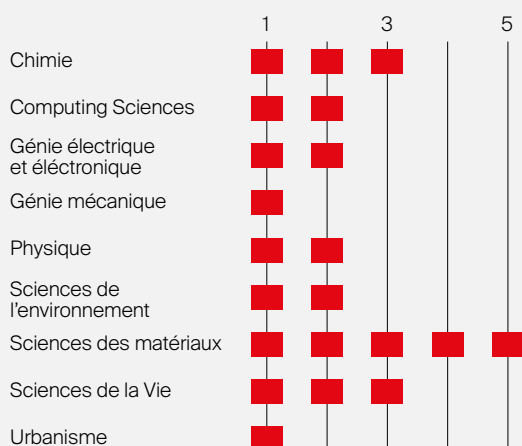 1 3 5
Chimie
Computing Sciences
Génie électrique
et éléctronique
Génie mécanique
Physique
Sciences de
l'environnement
Sciences des matériaux
Sciences de la Vie
Urbanisme